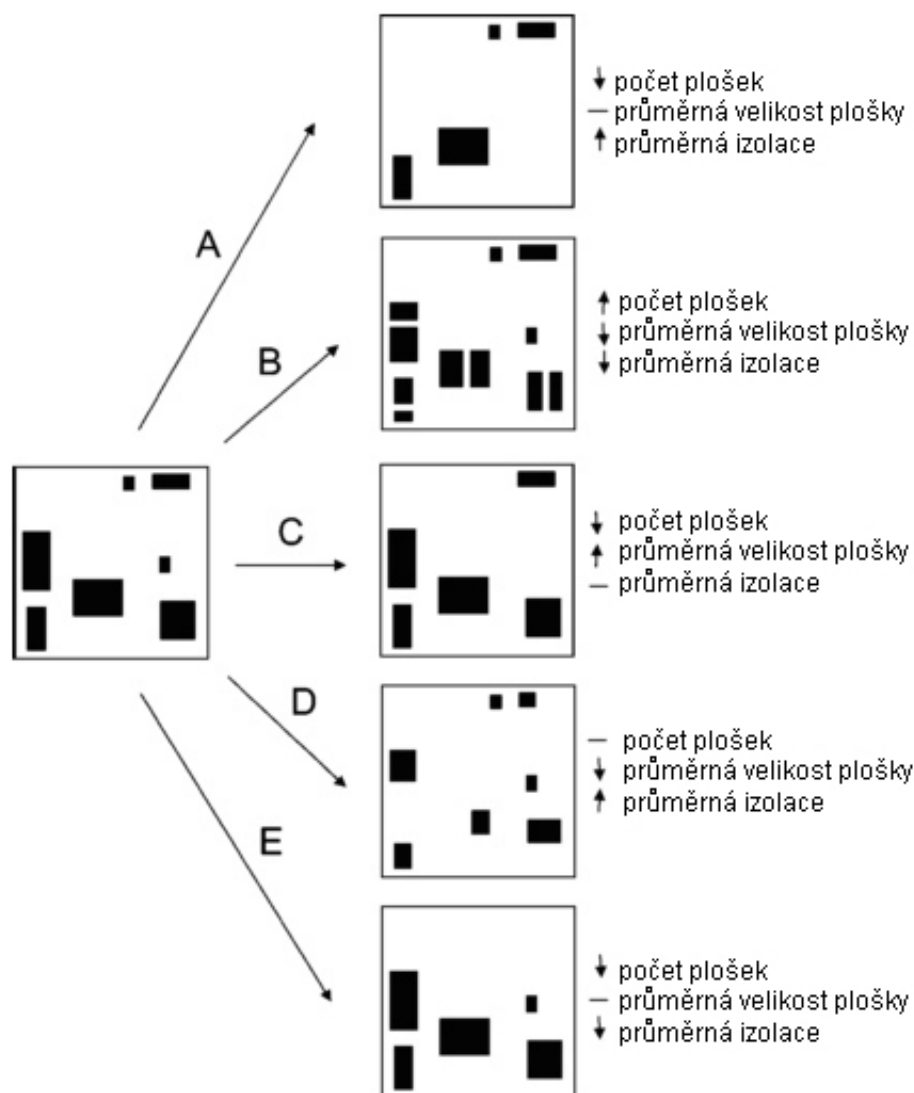 ↓ počet plošek
— průměrná velikost plošky
↑ průměrná izolace
A
↑ počet plošek
↓ průměrná velikost plošky
↓ průměrná izolace
B
↓ počet plošek
↑ průměrná velikost plošky
— průměrná izolace
C
— počet plošek
↓ průměrná velikost plošky
↑ průměrná izolace
D
↓ počet plošek
— průměrná velikost plošky
↓ průměrná izolace
E